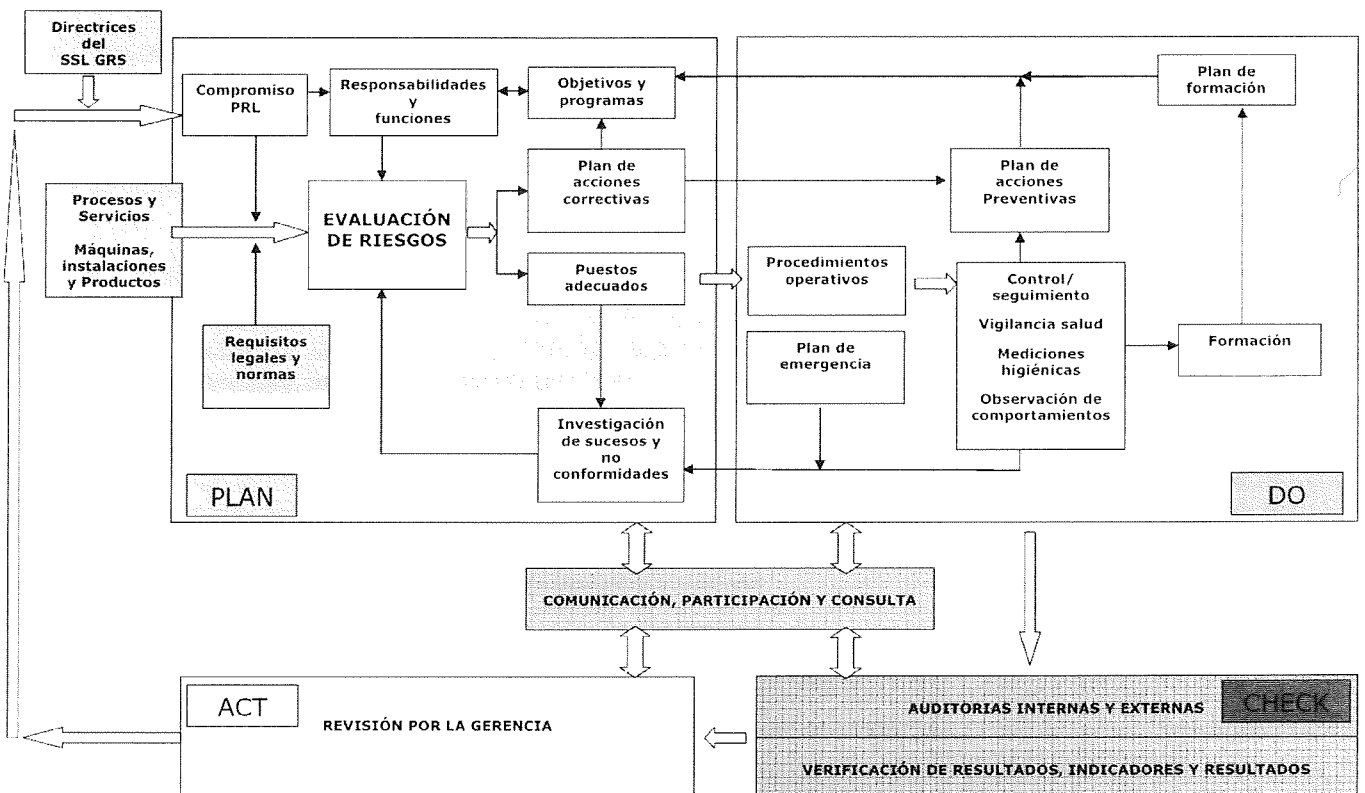 Directrices
del
SSL GRS
Compromiso
PRL
Responsabilidades
y
funciones
Objetivos y
programas
Plan de
formación
Procesos y
Servicios
Máquinas,
instalaciones
y Productos
EVALUACIÓN
DE RIESGOS
Plan de
acciones
correctivas
Plan de
acciones
Preventivas
Puestos
adecuados
Procedimientos
operativos
Control/
seguimiento
Vigilancia salud
Mediciones
higiénicas
Observación de
comportamientos
Formación
Requisitos
legales y
normas
Plan de
emergencia
Investigación
de sucesos y
no
conformidades
PLAN
DO
COMUNICACIÓN, PARTICIPACIÓN Y CONSULTA
ACT
REVISIÓN POR LA GERENCIA
AUDITORIAS INTERNAS Y EXTERNAS
CHECK
VERIFICACIÓN DE RESULTADOS, INDICADORES Y RESULTADOS